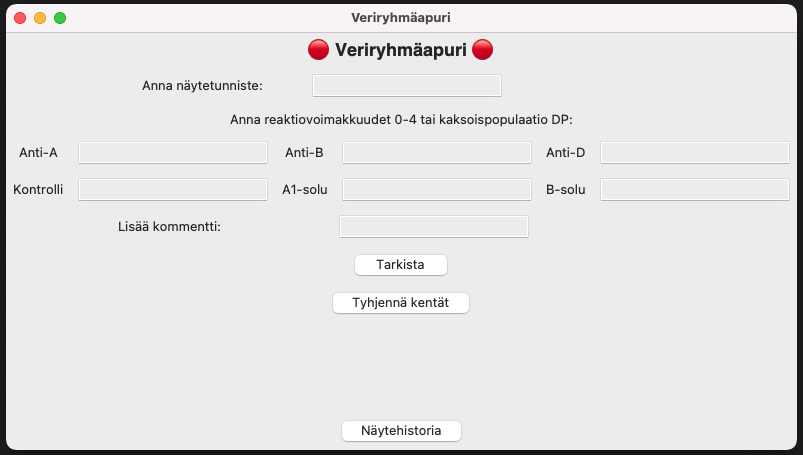 Veriryhmäapuri
Veriryhmäapuri
Anna näytetunniste:
Anna reaktiovoimakkuudet 0-4 tai kaksoispopulaatio DP:
Anti-A Anti-B Anti-D
Kontrolli A1-solu B-solu
Lisää kommentti:
Tarkista
Tyhjennä kentät
Näytehistoria